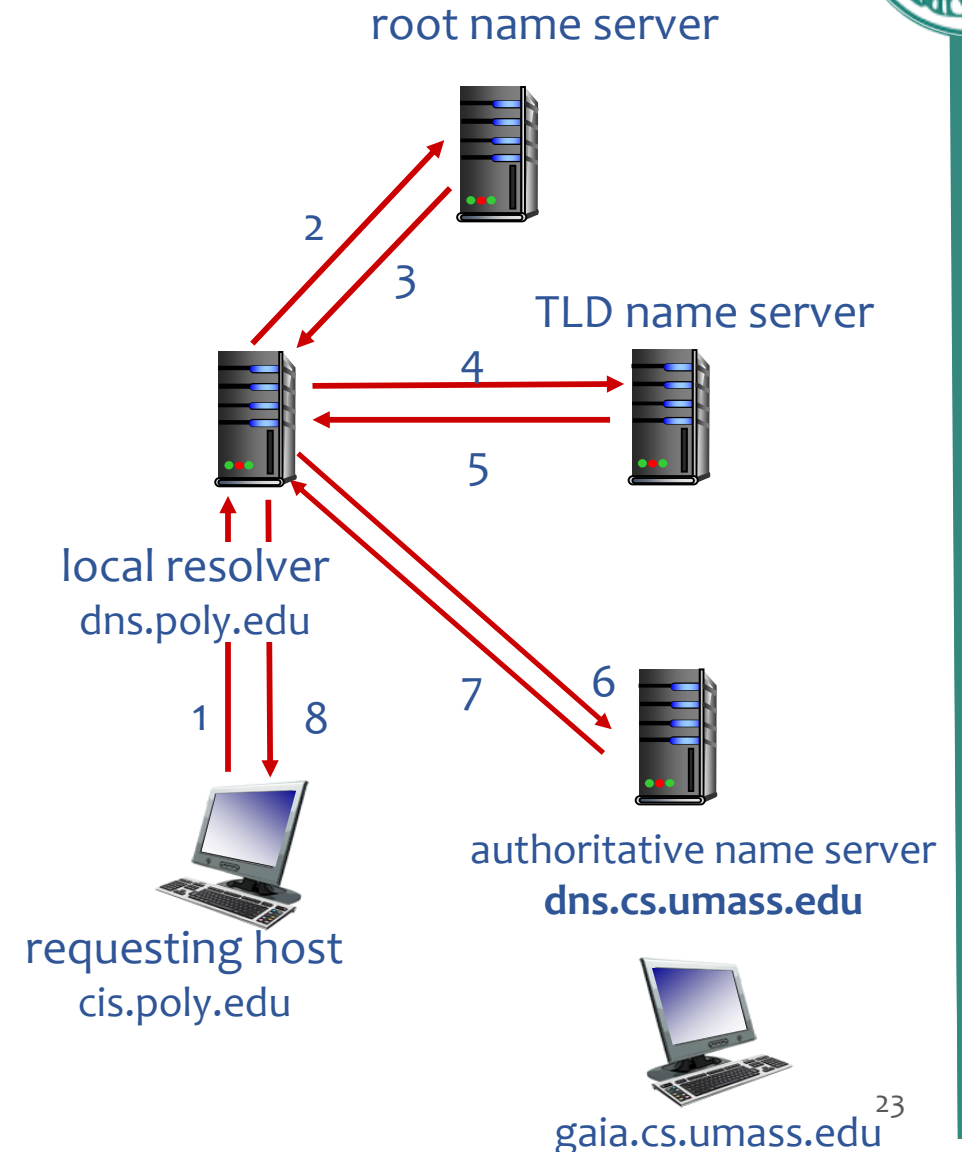 root name server
2
3
TLD name server
4
5
local resolver
dns.poly.edu
1
8
7
6
authoritative name server
dns.cs.umass.edu
requesting host
cis.poly.edu
23
gaia.cs.umass.edu